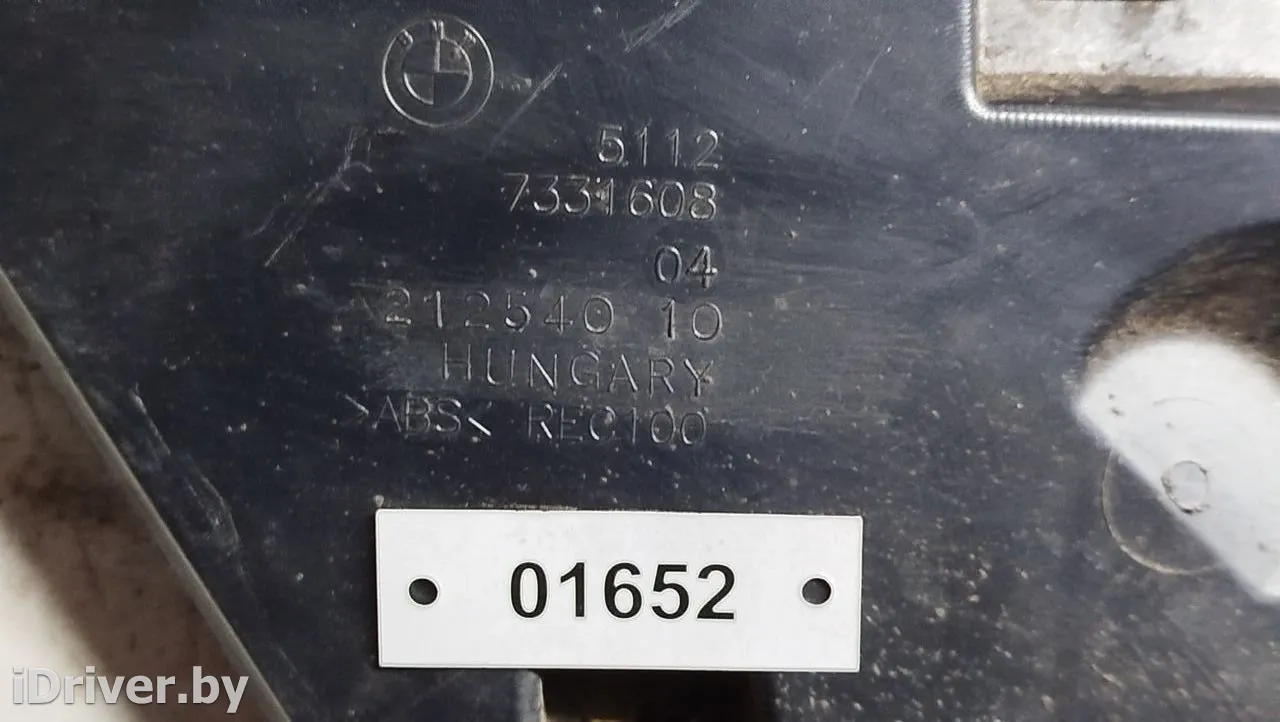 BMW
5112
7331608
04
212540 10
HUNGARY
>ABS< REC100
01652
iDriver.by